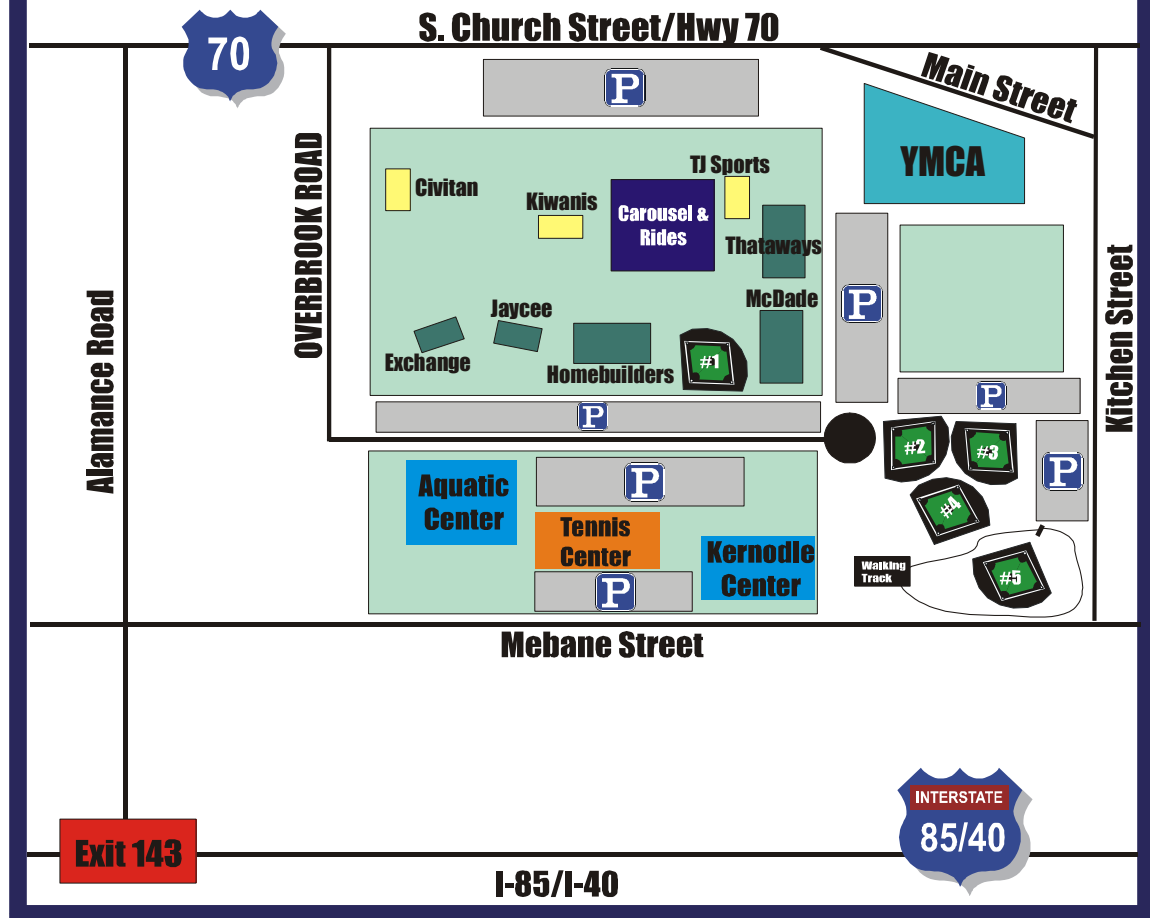 S. Church Street/Hwy 70
70
P
Main Street
YMCA
OVERBROOK ROAD
Civitan
Kiwanis
TJ Sports
Carousel &
Rides
Thataways
Kitchen Street
Alamance Road
P
McDade
Jaycee
Exchange
Homebuilders
#1
P
P
#2
#3
P
#4
Aquatic
Center
P
Tennis
Center
Kernodle
Center
P
Walking
Track
#5
Mebane Street
INTERSTATE
85/40
Exit 143
I-85/I-40